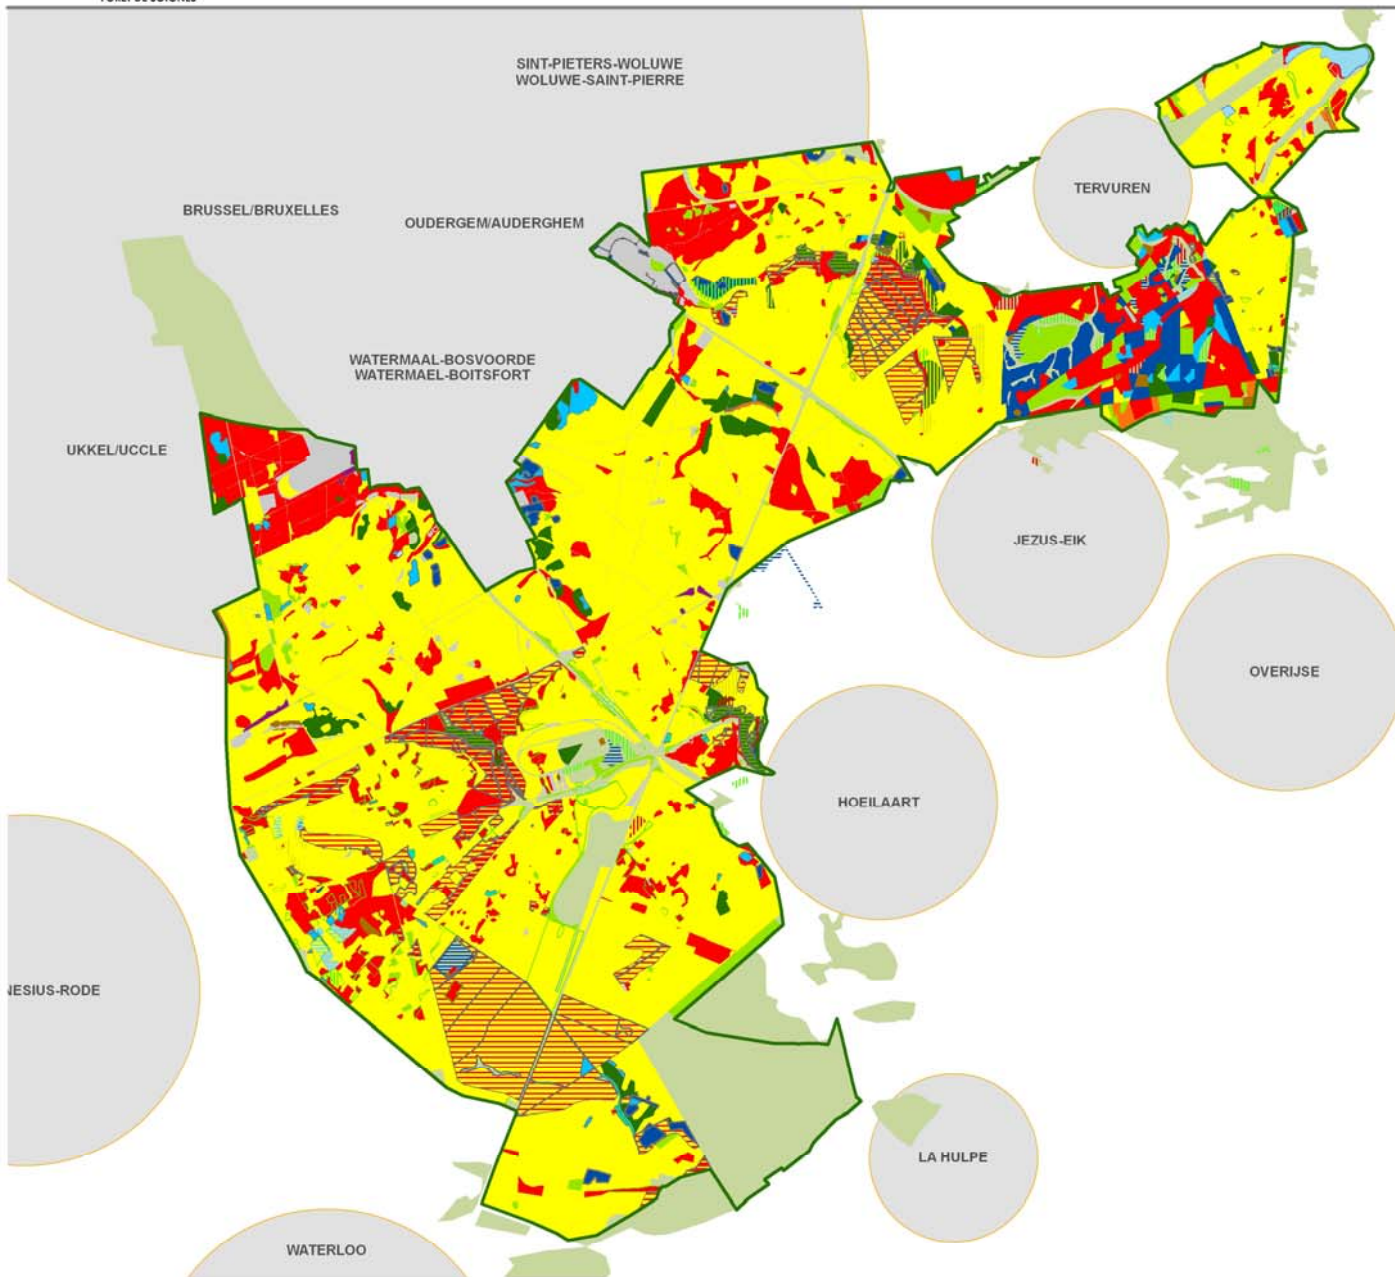 SINT-PIETERS-WOLUWE
WOLUWE-SAINT-PIERRE
TERVUREN
BRUSSEL/BRUXELLES
OUDERGEM/AUDERGHEM
WATERMAAL-BOSVOORDE
WATERMAEL-BOITSFORT
UKKEL/UCCLE
JEZUS-EIK
OVERIJSE
HOEILAART
NESIUS-RODE
LA HULPE
WATERLOO